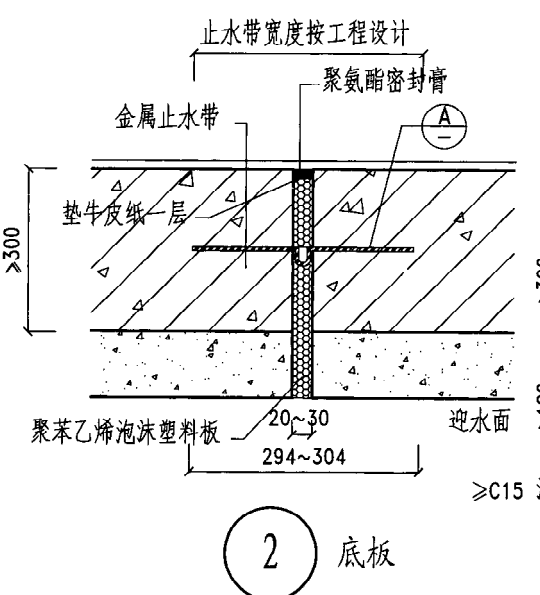 止水带宽度按工程设计
聚氨酯密封膏
金属止水带
A
—
垫牛皮纸一层
≥300
聚苯乙烯泡沫塑料板
20~30
迎水面
294~304
≥C15
2
底板